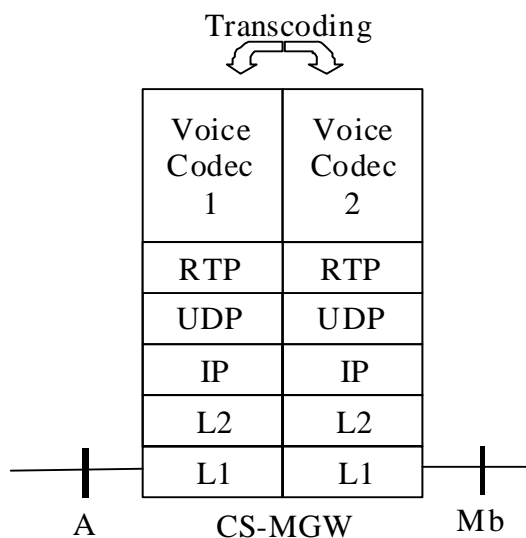 Transcoding
Voice Codec 1
Voice Codec 2
RTP RTP
UDP UDP
IP IP
L2 L2
L1 L1
A CS-MGW Mb